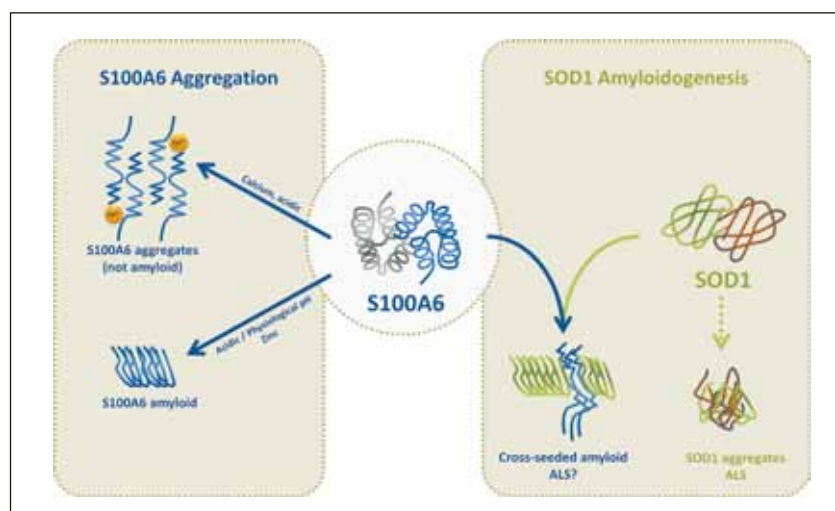 S100A6 Aggregation
Calcium, acidic
S100A6 aggregates
(not amyloid)
Acidic / Physiological pH
Zinc
S100A6 amyloid
S100A6
SOD1 Amyloidogenesis
SOD1
Cross-seeded amyloid
ALS?
SOD1 aggregates
ALS